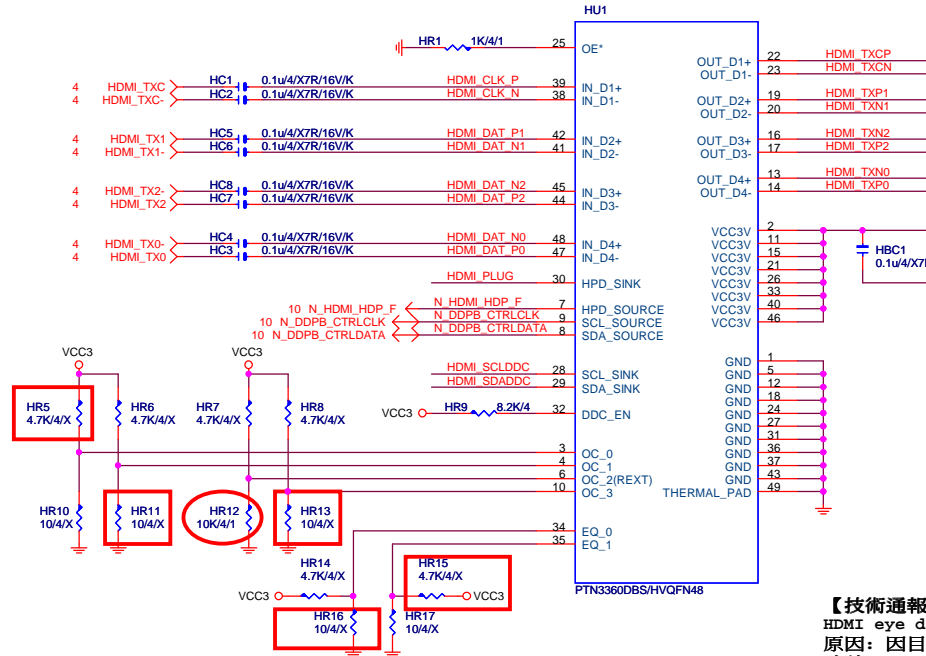 HU1
HR1 1K/4/1 25 OE*
22 HDMI_TXCP
OUT_D1+
23 HDMI_TXCN
OUT_D1-
4 HDMI_TXC HC1 0.1u/4/X7R/16V/K HDMI_CLK_P 39 IN_D1+
4 HDMI_TXC- HC2 0.1u/4/X7R/16V/K HDMI_CLK_N 38 IN_D1-
OUT_D2+ 19 HDMI_TXP1
OUT_D2- 20 HDMI_TXN1
4 HDMI_TX1 HC5 0.1u/4/X7R/16V/K HDMI_DAT_P1 42 IN_D2+
4 HDMI_TX1- HC6 0.1u/4/X7R/16V/K HDMI_DAT_N1 41 IN_D2-
OUT_D3+ 16 HDMI_TXN2
OUT_D3- 17 HDMI_TXP2
4 HDMI_TX2- HC8 0.1u/4/X7R/16V/K HDMI_DAT_N2 45 IN_D3+
4 HDMI_TX2 HC7 0.1u/4/X7R/16V/K HDMI_DAT_P2 44 IN_D3-
OUT_D4+ 13 HDMI_TXN0
OUT_D4- 14 HDMI_TXP0
4 HDMI_TX0- HC4 0.1u/4/X7R/16V/K HDMI_DAT_N0 48 IN_D4+
4 HDMI_TX0 HC3 0.1u/4/X7R/16V/K HDMI_DAT_P0 47 IN_D4-
VCC3V 2
VCC3V 11
VCC3V 15
VCC3V 21
VCC3V 26
VCC3V 33
VCC3V 40
VCC3V 46
HBC1
0.1u/4/X7
HDMI_PLUG 30 HPD_SINK
10 N_HDMI_HDP_F N_HDMI_HDP_F 7 HPD_SOURCE
10 N_DDPB_CTRLCLK N_DDPB_CTRLCLK 9 SCL_SOURCE
10 N_DDPB_CTRLDATA N_DDPB_CTRLDATA 8 SDA_SOURCE
HDMI_SCLDDC 28 SCL_SINK
HDMI_SDADDC 29 SDA_SINK
VCC3 HR9 8.2K/4 32 DDC_EN
GND 1
GND 5
GND 12
GND 18
GND 24
GND 27
GND 31
GND 36
GND 37
GND 43
THERMAL_PAD 49
VCC3 VCC3
HR5 HR6 HR7 HR8
4.7K/4/X 4.7K/4/X 4.7K/4/X 4.7K/4/X
3 OC_0
4 OC_1
6 OC_2(REXT)
10 OC_3
HR10 HR11 HR12 HR13
10/4/X 10/4/X 10K/4/1 10/4/X
34 EQ_0
35 EQ_1
HR14 HR15
4.7K/4/X 4.7K/4/X
VCC3 VCC3
HR16 HR17
10/4/X 10/4/X
PTN3360DBS/HVQFN48
【技術通報
HDMI eye d
原因：因目